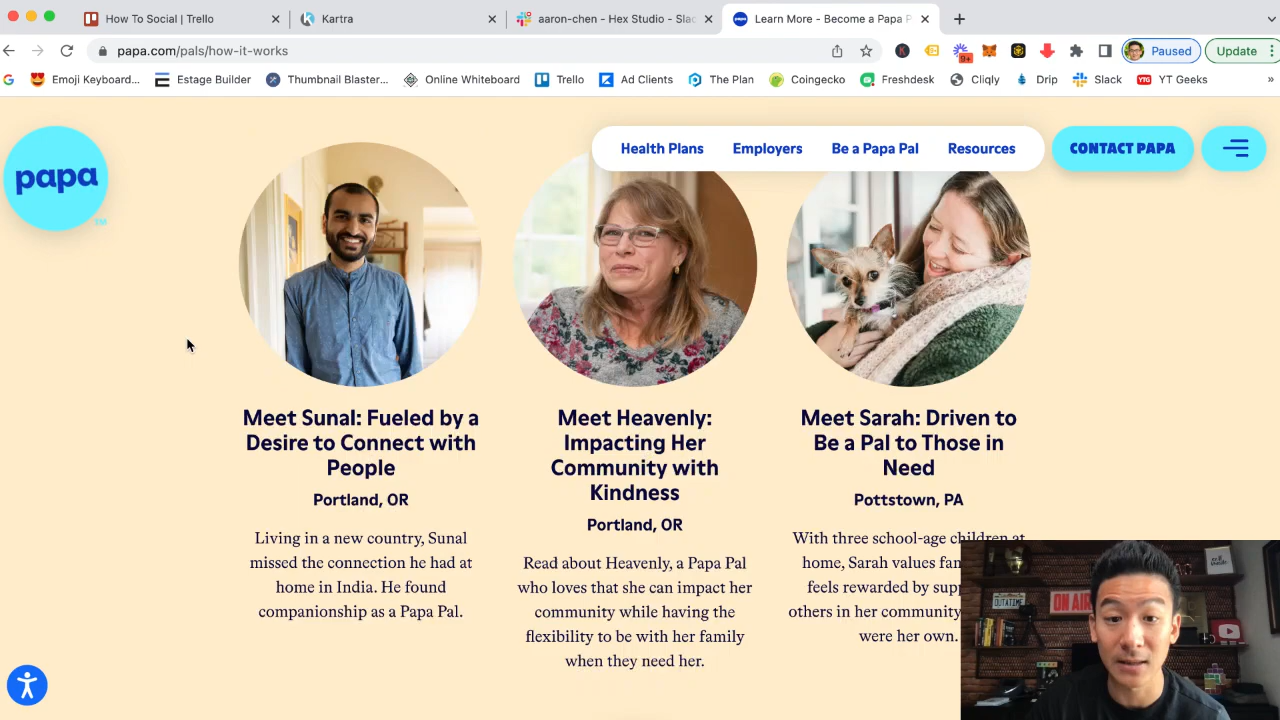 How To Social | Trello
Kartra
aaron-chen - Hex Studio - Slac
Learn More - Become a Papa P
papa.com/pals/how-it-works
9+
Paused
Update
Emoji Keyboard...
Estage Builder
Thumbnail Blaster...
Online Whiteboard
Trello
Ad Clients
The Plan
Coingecko
Freshdesk
Cliqly
Drip
Slack
YT Geeks
»
papa
TM
Health Plans
Employers
Be a Papa Pal
Resources
CONTACT PAPA
Meet Sunal: Fueled by a
Desire to Connect with
People
Portland, OR
Living in a new country, Sunal
missed the connection he had at
home in India. He found
companionship as a Papa Pal.
Meet Heavenly:
Impacting Her
Community with
Kindness
Portland, OR
Read about Heavenly, a Papa Pal
who loves that she can impact her
community while having the
flexibility to be with her family
when they need her.
Meet Sarah: Driven to
Be a Pal to Those in
Need
Pottstown, PA
With three school-age children at
home, Sarah values fam
feels rewarded by supp
others in her community
were her own.
OUTATIME
ON AIR